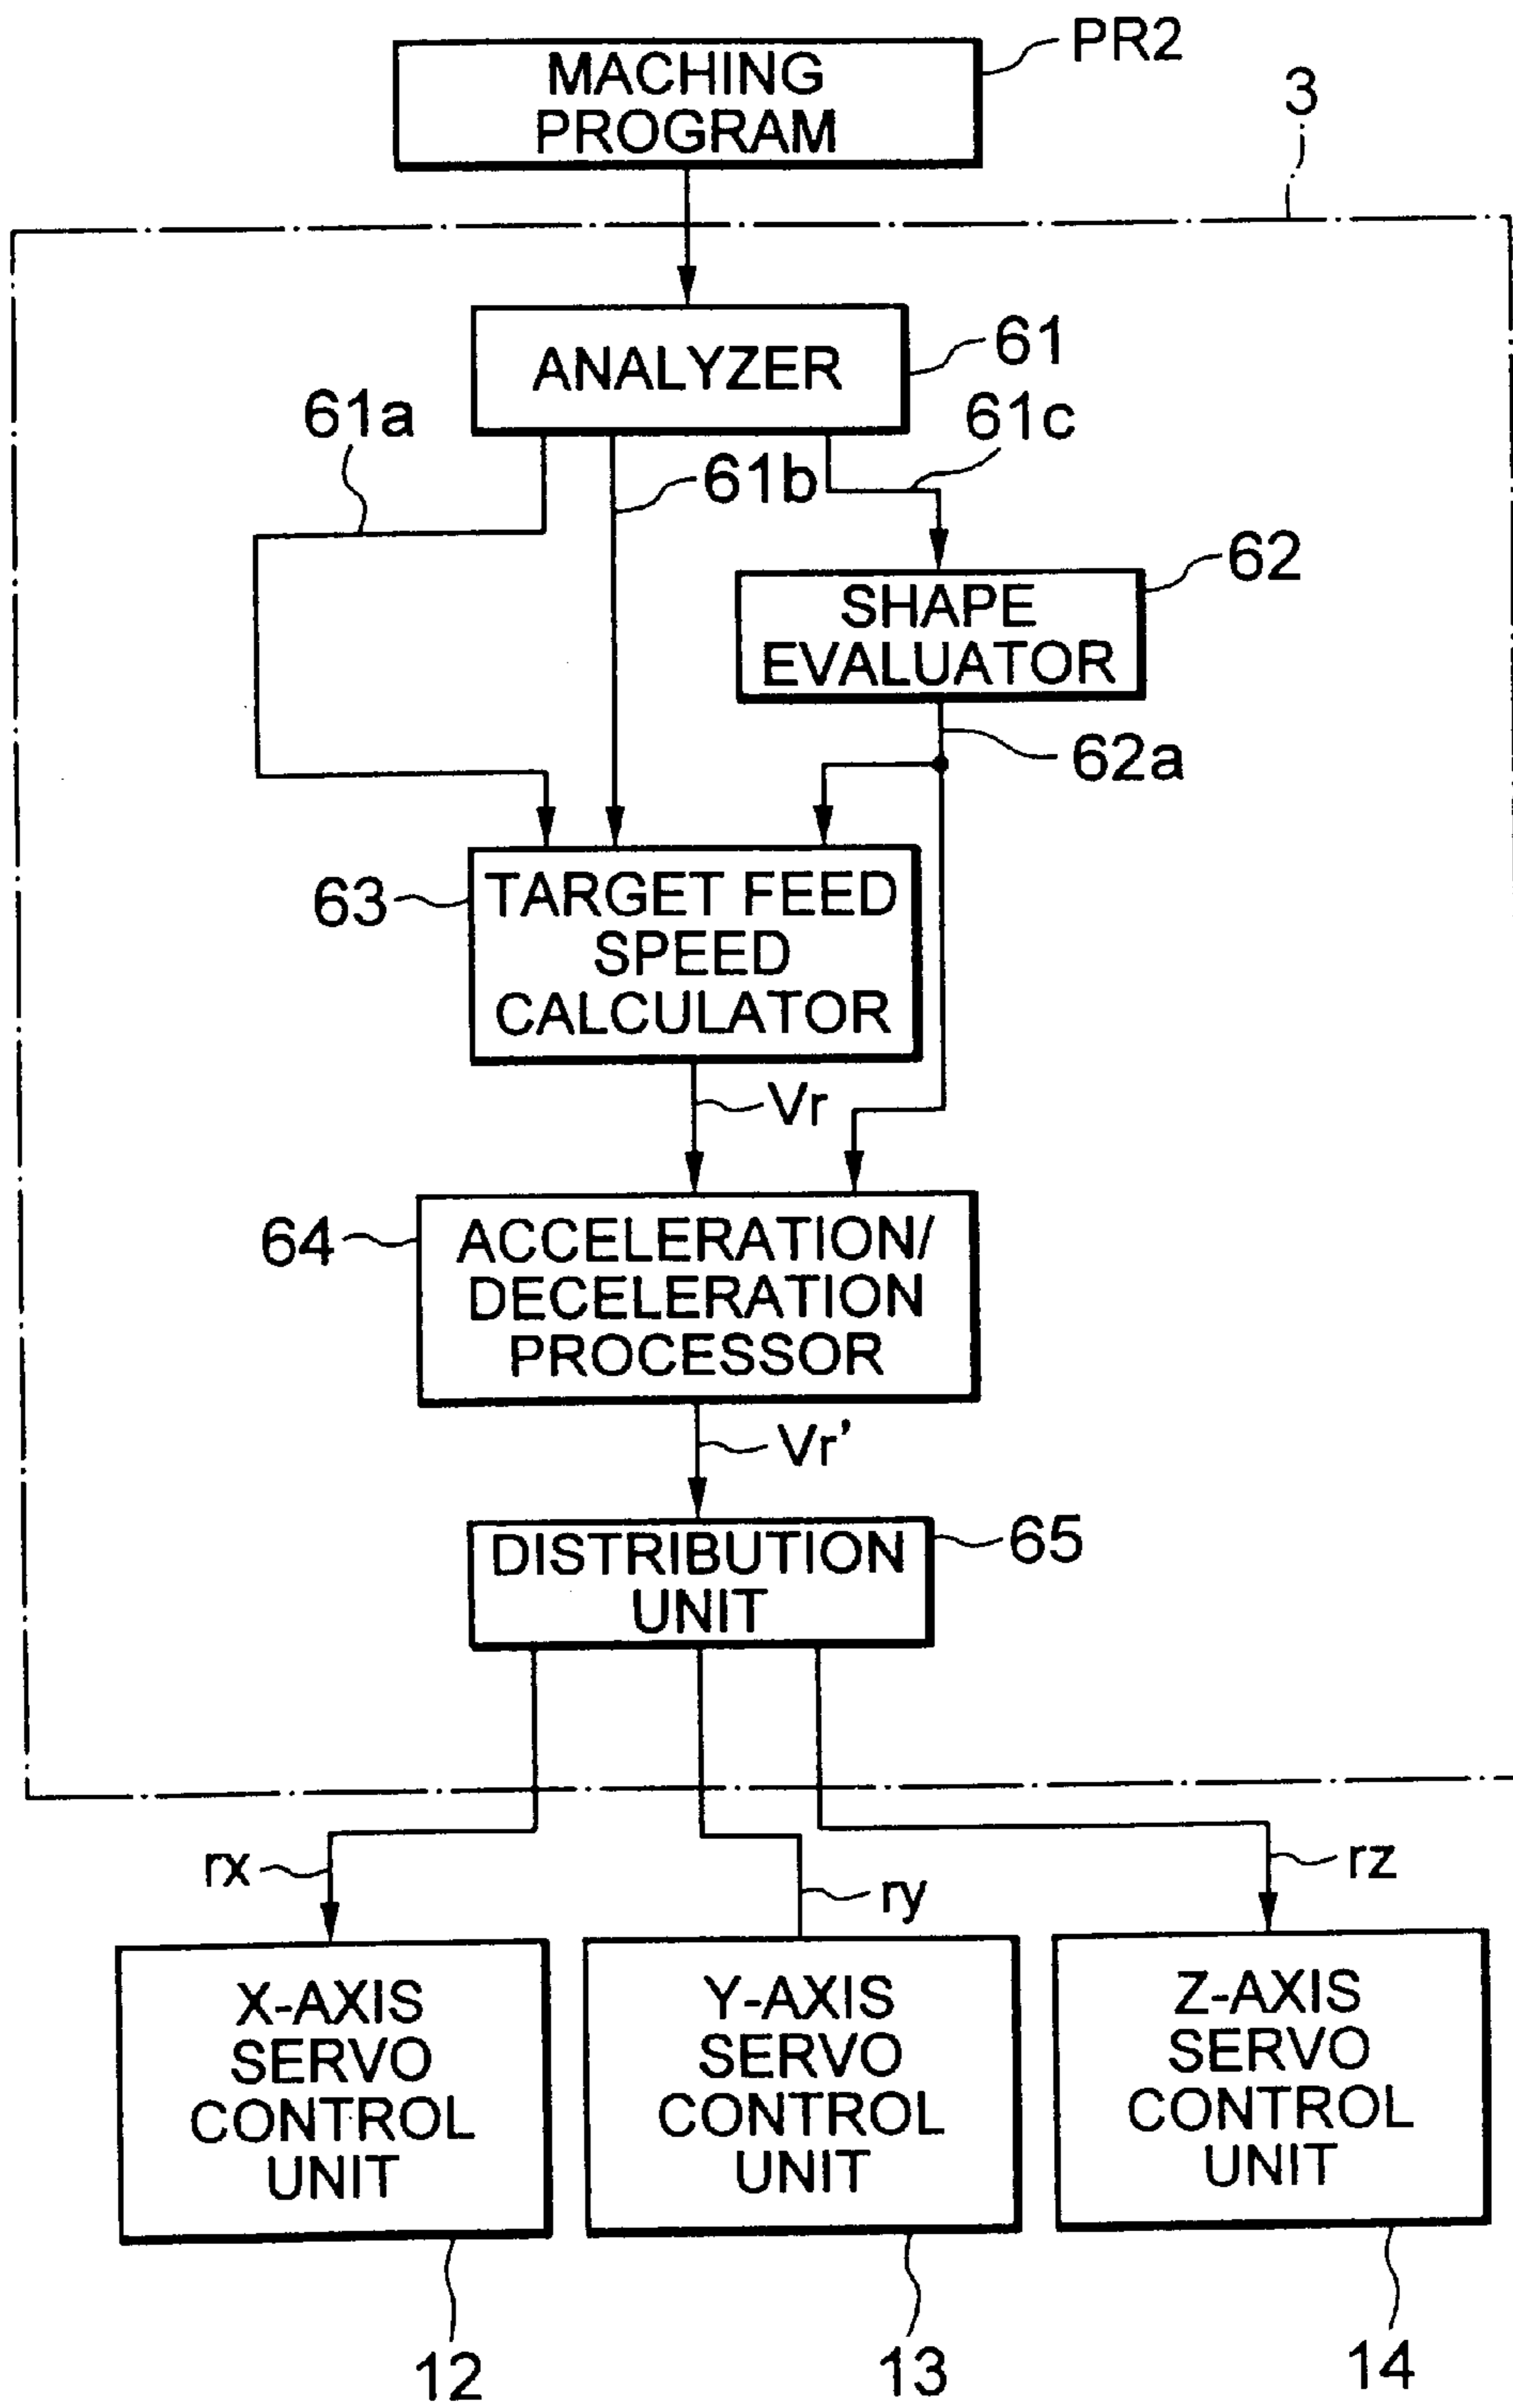 MACHING
PROGRAM
PR2
3
ANALYZER
61
61a
61b
61c
SHAPE
EVALUATOR
62
62a
63
TARGET FEED
SPEED
CALCULATOR
Vr
64
ACCELERATION/
DECELERATION
PROCESSOR
Vr'
DISTRIBUTION
UNIT
65
rx
ry
rz
X-AXIS
SERVO
CONTROL
UNIT
Y-AXIS
SERVO
CONTROL
UNIT
Z-AXIS
SERVO
CONTROL
UNIT
12
13
14